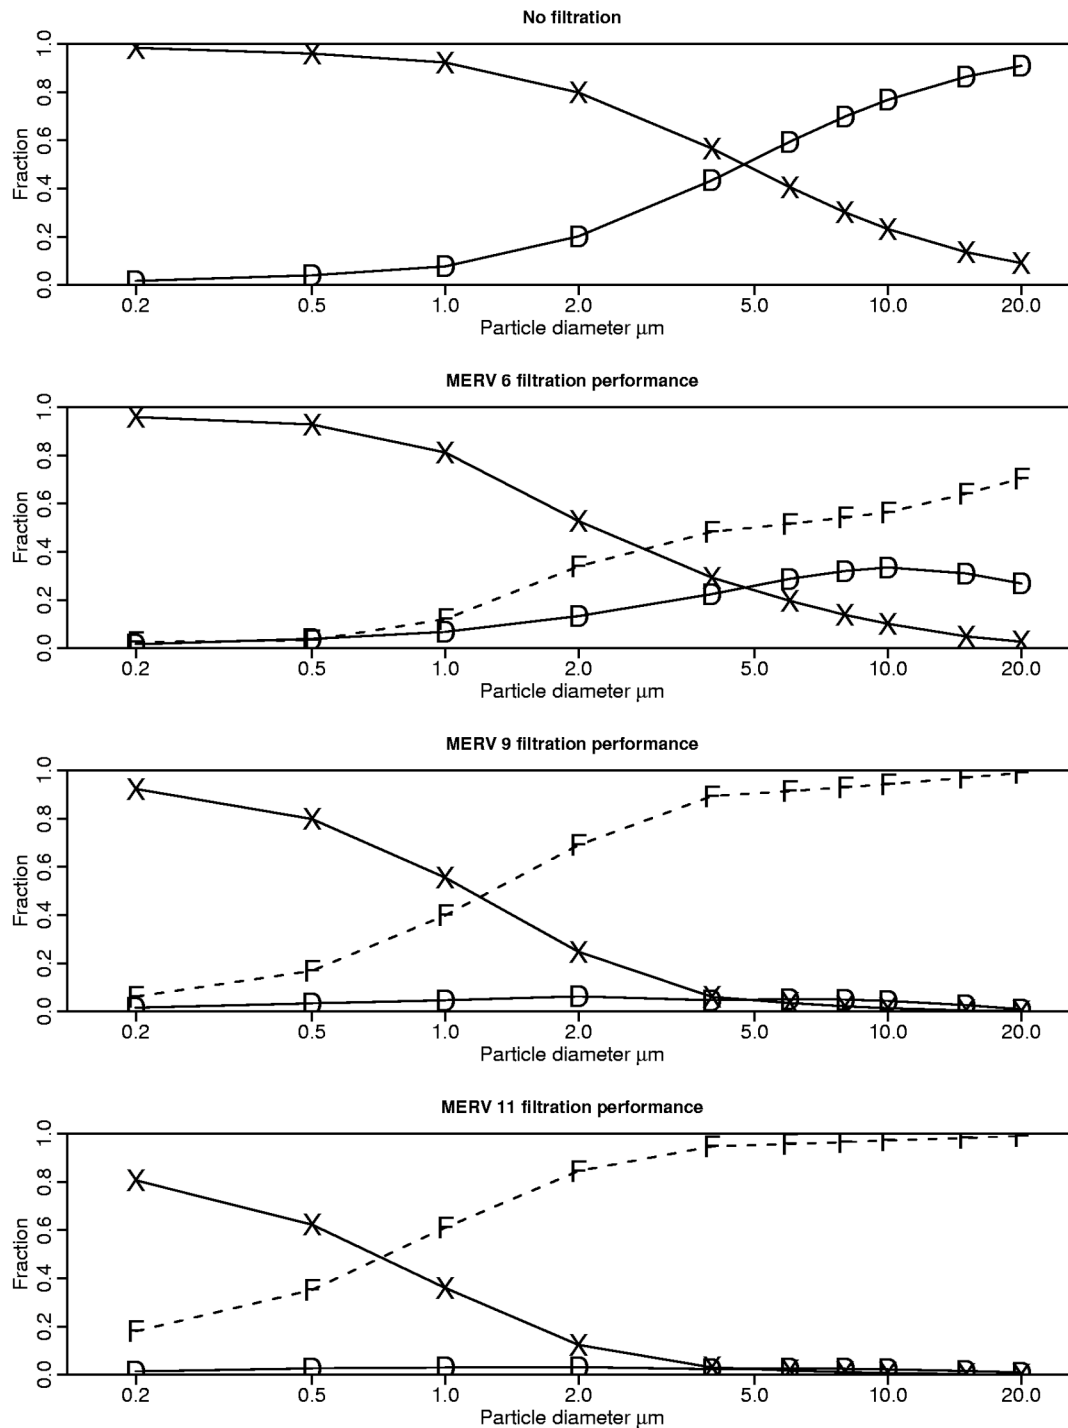 No filtration
1.0
0.8
0.6
0.4
0.2
0.0
Fraction
X X X X X X X X X X
D D D D D D D D D D
0.2 0.5 1.0 2.0 5.0 10.0 20.0
Particle diameter μm
MERV 6 filtration performance
1.0
0.8
0.6
0.4
0.2
0.0
Fraction
X X X X X X X X X X
F F F F F F F F F F
D D D D D D D D D D
0.2 0.5 1.0 2.0 5.0 10.0 20.0
Particle diameter μm
MERV 9 filtration performance
1.0
0.8
0.6
0.4
0.2
0.0
Fraction
X X X X X X X X X X
F F F F F F F F F F
D D D D D D D D D D
0.2 0.5 1.0 2.0 5.0 10.0 20.0
Particle diameter μm
MERV 11 filtration performance
1.0
0.8
0.6
0.4
0.2
0.0
Fraction
X X X X X X X X X X
F F F F F F F F F F
D D D D D D D D D D
0.2 0.5 1.0 2.0 5.0 10.0 20.0
Particle diameter μm